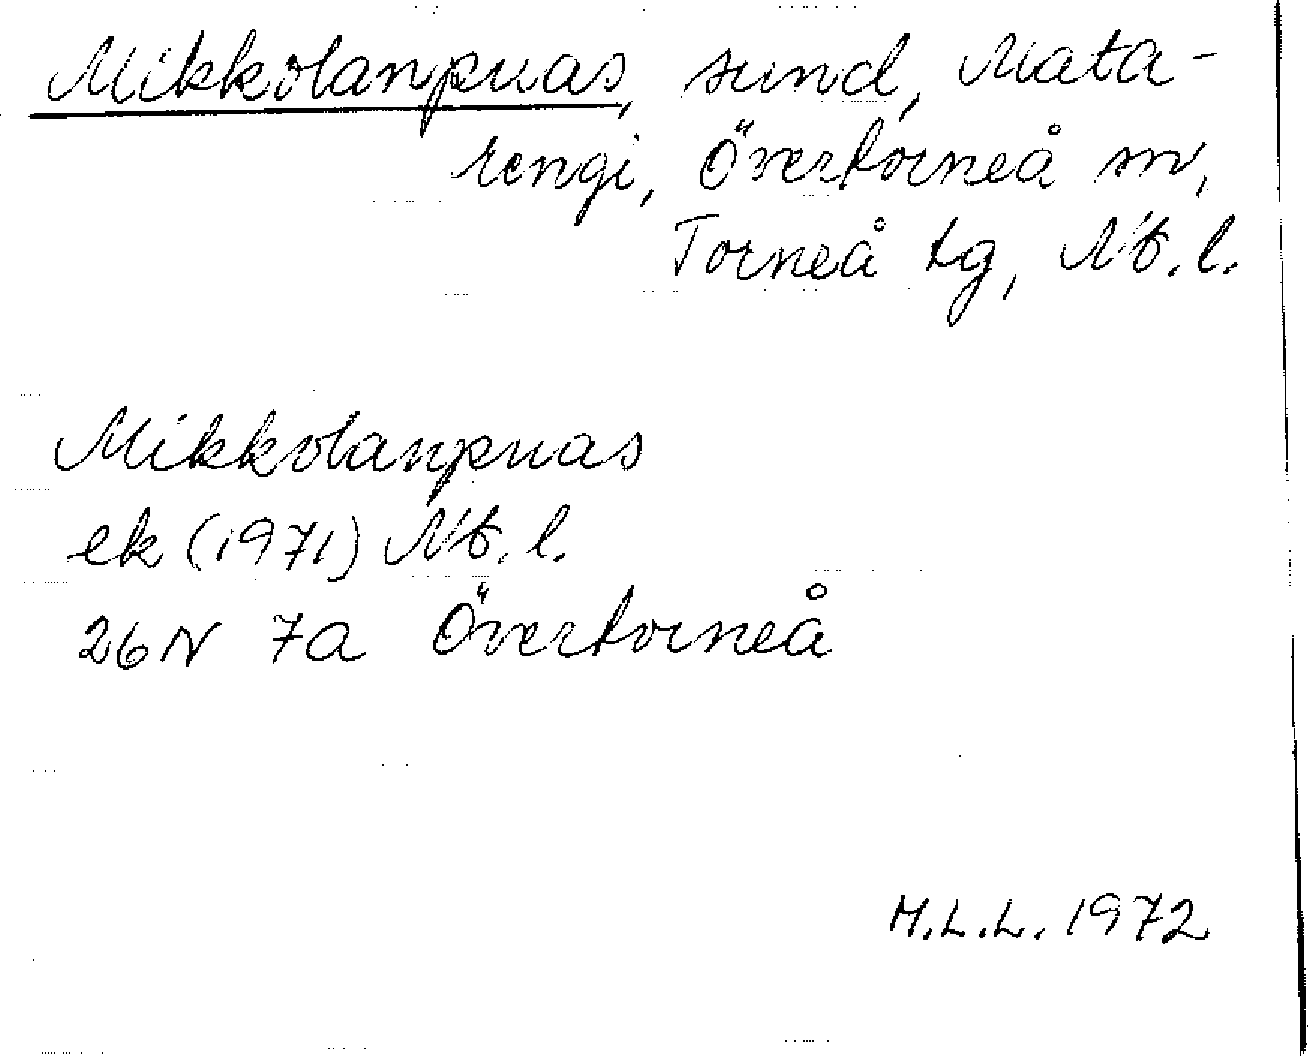 Mikkolanpuas, sund, Mata-
rengi, Övertorneå sn,
Torneå tg, Nb. l.
Mikkolanpuas
ek (1971) Nb. l.
26N 7a Övertorneå
M.L.L. 1972